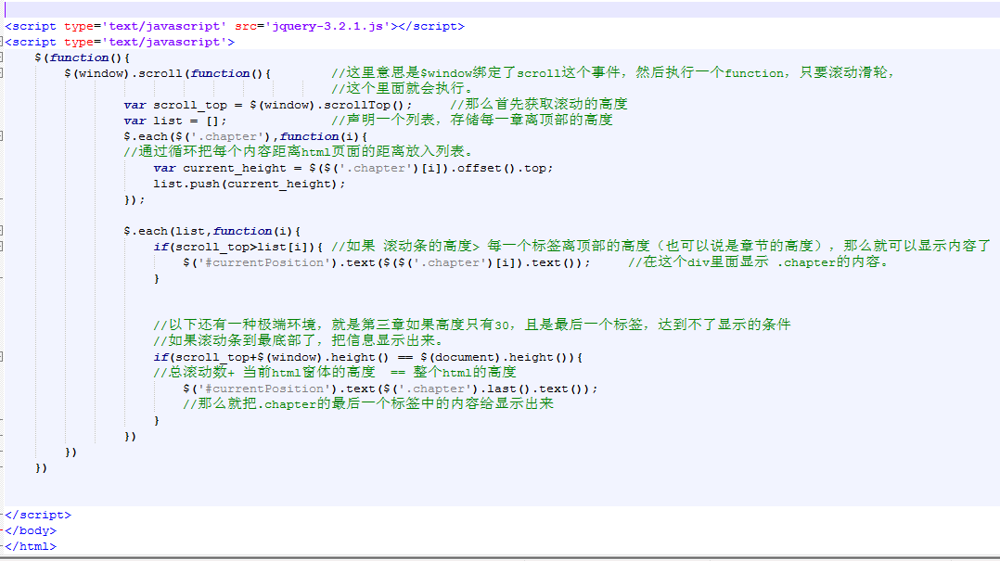 <script type='text/javascript' src='jquery-3.2.1.js'></script>
<script type='text/javascript'>
$(function(){
$(window).scroll(function(){ //这里意思是$window绑定了scroll这个事件，然后执行一个function，只要滚动滑轮，
//这个里面就会执行。
var scroll_top = $(window).scrollTop(); //那么首先获取滚动的高度
var list = []; //声明一个列表，存储每一章离顶部的高度
$.each($('.chapter'),function(i){
//通过循环把每个内容距离html页面的距离放入列表。
var current_height = $($('.chapter')[i]).offset().top;
list.push(current_height);
});
$.each(list,function(i){
if(scroll_top>list[i]){ //如果 滚动条的高度> 每一个标签离顶部的高度（也可以说是章节的高度），那么就可以显示内容了
$('#currentPosition').text($($('.chapter')[i]).text()); //在这个div里面显示 .chapter的内容。
}
//以下还有一种极端环境，就是第三章如果高度只有30，且是最后一个标签，达到不了显示的条件
//如果滚动条到最底部了，把信息显示出来。
if(scroll_top+$(window).height() == $(document).height()){
//总滚动数+ 当前html窗体的高度 == 整个html的高度
$('#currentPosition').text($('.chapter').last().text());
//那么就把.chapter的最后一个标签中的内容给显示出来
}
})
})
})
</script>
</body>
</html>